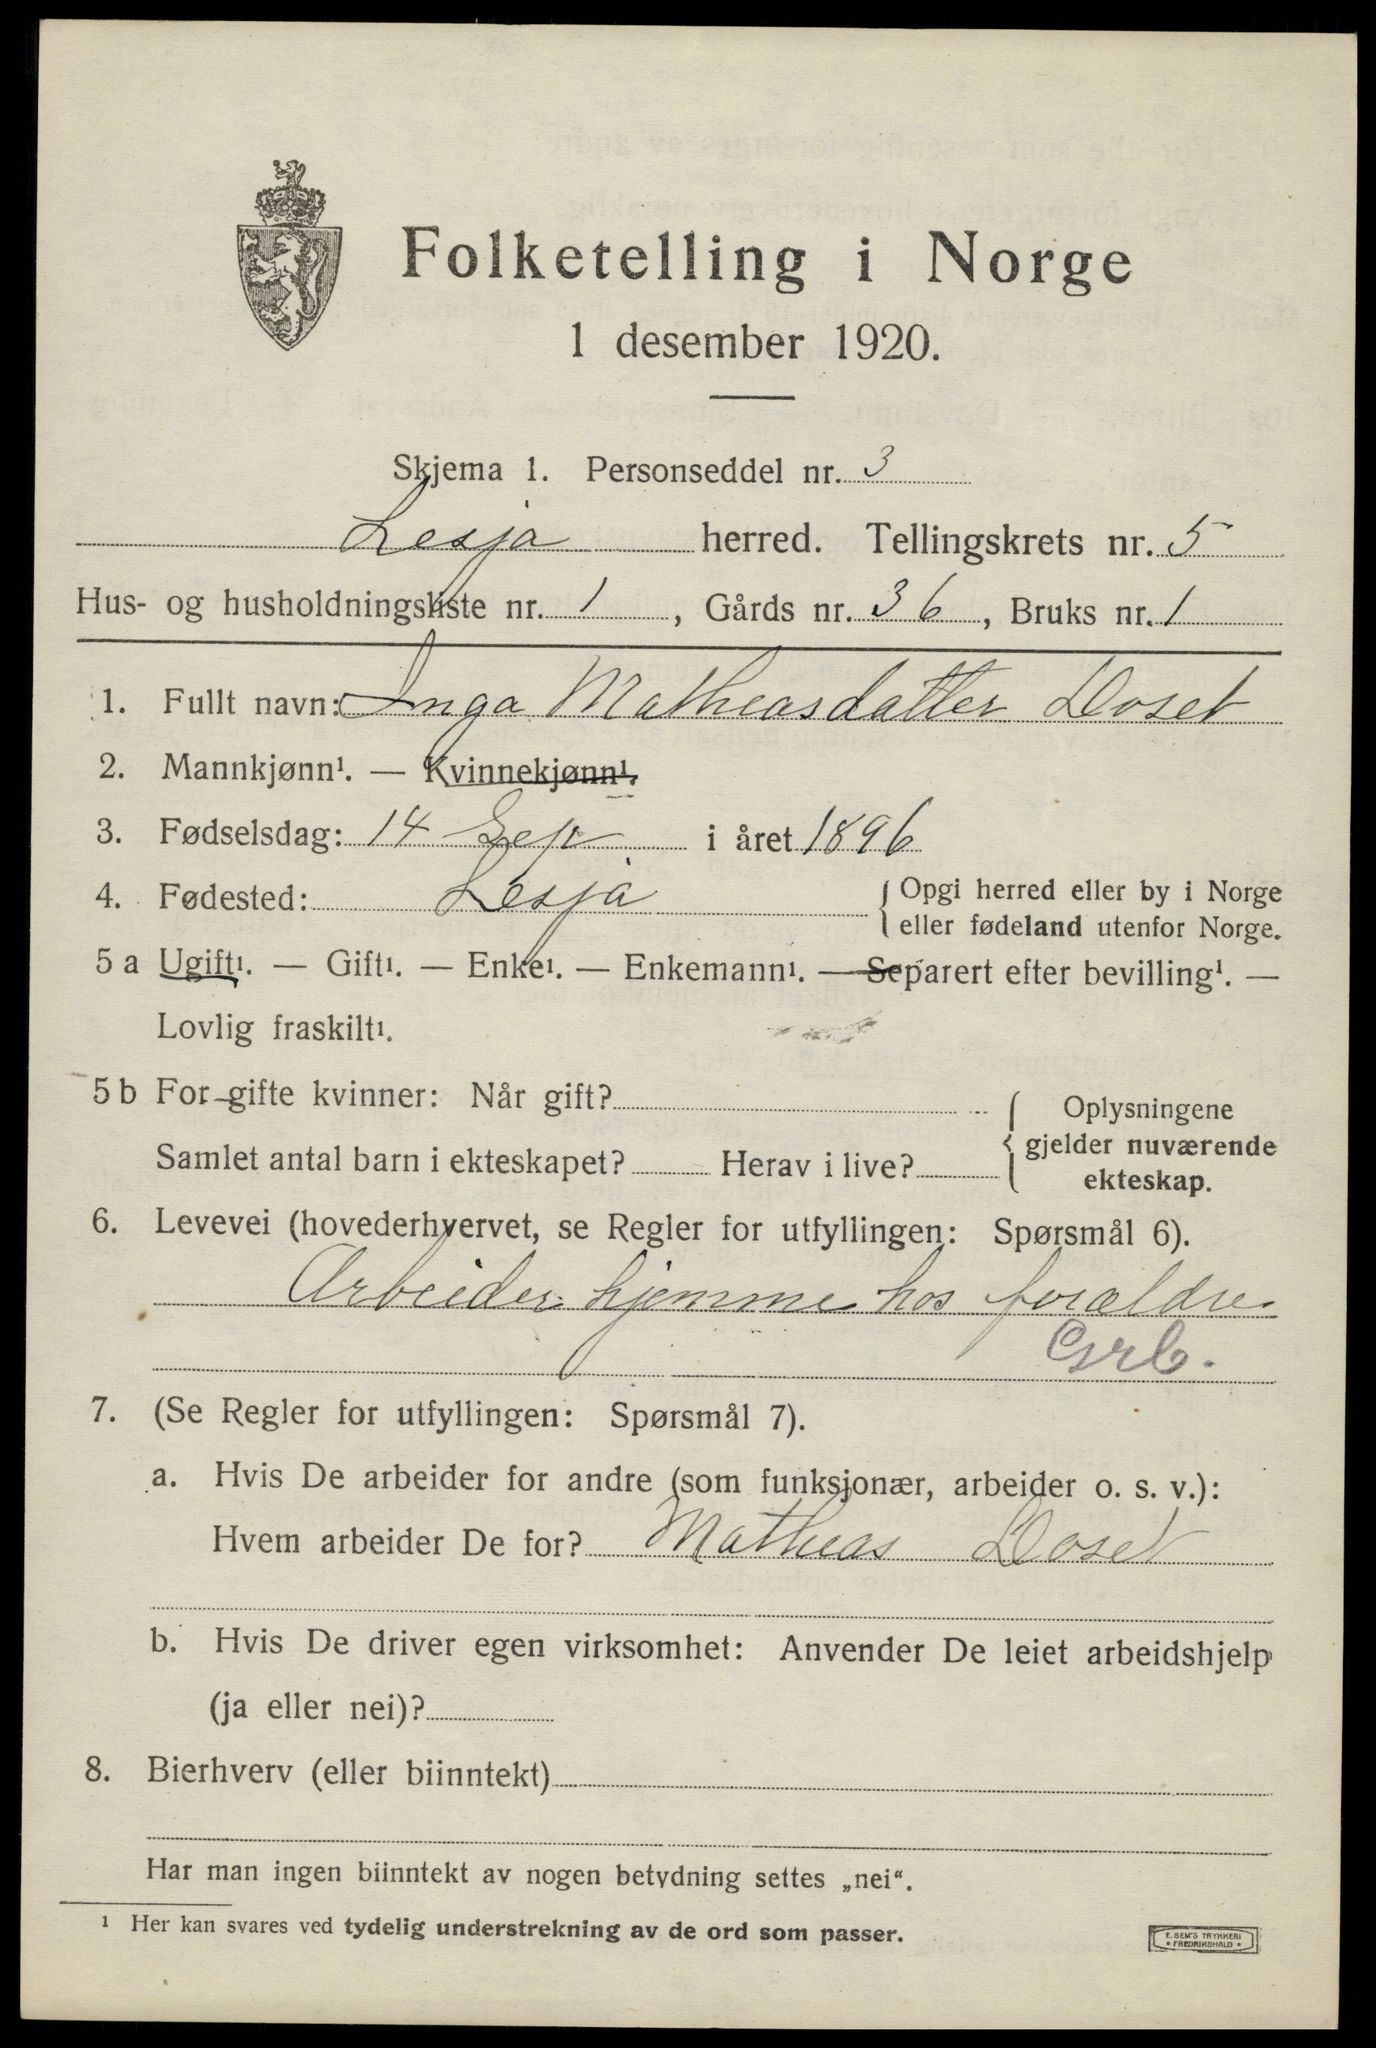 Folketelling i Norge
1 desember 1920.
Skjema 1. Personseddel nr. 3
Lesja herred. Tellingskrets nr. 5
Hus- og husholdningsliste nr. 1, Gårds nr. 36, Bruks nr. 1
1. Fullt navn: Inga Matheasdatter Doset
2. Mannkjønn¹. — Kvinnekjønn¹.
3. Fødselsdag: 14 Sep i året 1896
4. Fødested: Lesja { Opgi herred eller by i Norge
eller fødeland utenfor Norge.
5 a Ugift¹. — Gift¹. — Enke¹. — Enkemann¹. — Separert efter bevilling¹. —
Lovlig fraskilt¹.
5 b For gifte kvinner: Når gift?
Samlet antal barn i ekteskapet? Herav i live?
{ Oplysningene
gjelder nuværende
ekteskap.
6. Levevei (hovederhvervet, se Regler for utfyllingen: Spørsmål 6).
Arbeider hjemme hos forældre
Grb.
7. (Se Regler for utfyllingen: Spørsmål 7).
a. Hvis De arbeider for andre (som funksjonær, arbeider o. s. v.):
Hvem arbeider De for? Matheas Doset
b. Hvis De driver egen virksomhet: Anvender De leiet arbeidshjelp
(ja eller nei)?
8. Bierhverv (eller biinntekt)
Har man ingen biinntekt av nogen betydning settes „nei“.
¹ Her kan svares ved tydelig understrekning av de ord som passer.
E. SEM'S TRYKKERI
• FREDRIKSHALD •